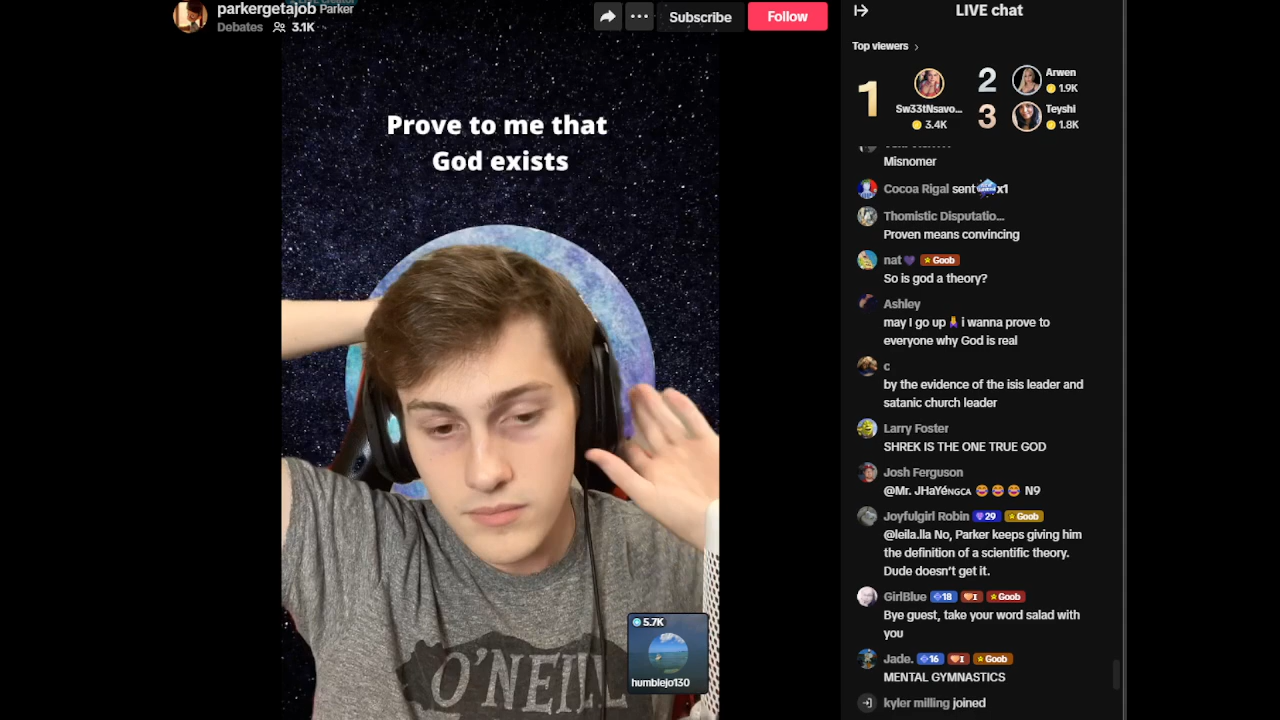 parkergetajob Parker
Debates 3.1K
Subscribe
Follow
Prove to me that
God exists
O'NEILL
5.7K
humblejo130
LIVE chat
Top viewers >
1
Sw33tNsavo...
3.4K
2
Arwen
1.9K
3
Teyshi
1.8K
Misnomer
Cocoa Rigal sent x1
Thomistic Disputatio...
Proven means convincing
nat Goob
So is god a theory?
Ashley
may I go up i wanna prove to
everyone why God is real
c
by the evidence of the isis leader and
satanic church leader
Larry Foster
SHREK IS THE ONE TRUE GOD
Josh Ferguson
@Mr. JHaYéɴɢᴄᴀ 😂 😂 😂 N9
Joyfulgirl Robin 29 Goob
@leila.lla No, Parker keeps giving him
the definition of a scientific theory.
Dude doesn't get it.
GirlBlue 18 I Goob
Bye guest, take your word salad with
you
Jade. 16 I Goob
MENTAL GYMNASTICS
kyler milling joined